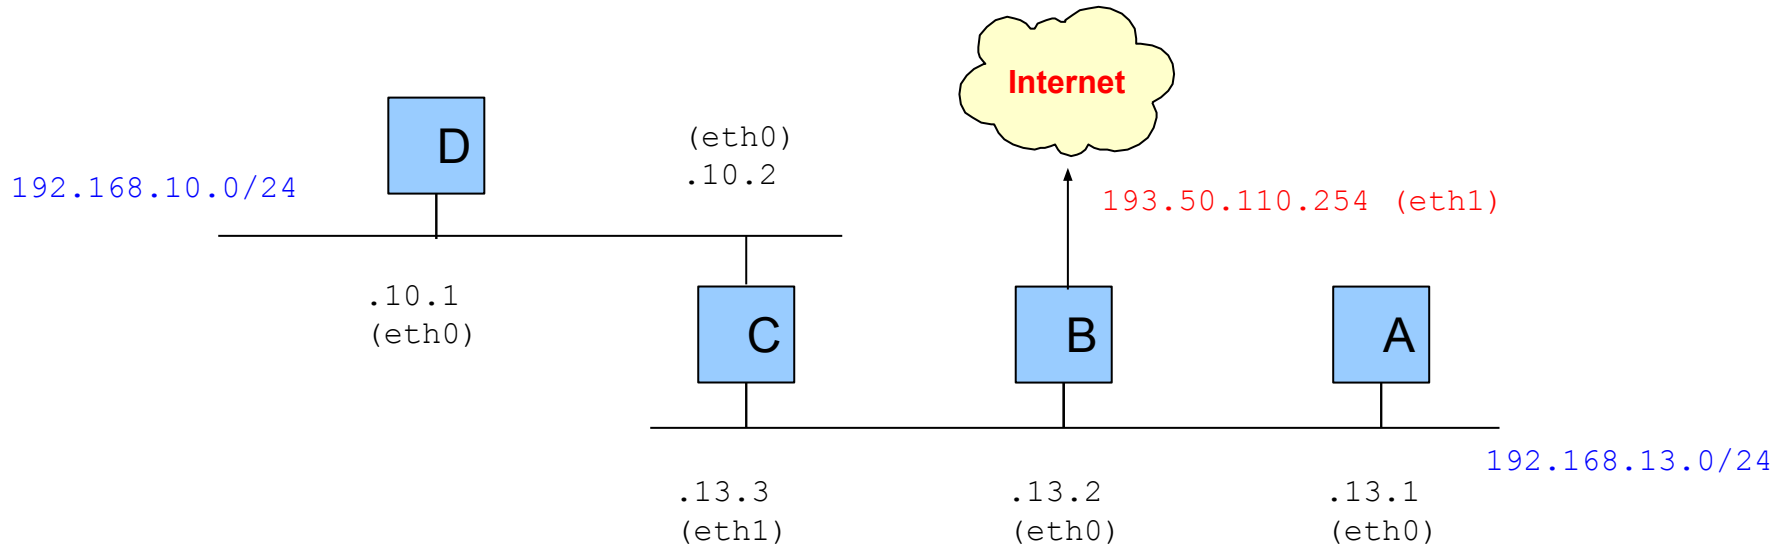 Internet
D
(eth0)
.10.2
192.168.10.0/24
193.50.110.254 (eth1)
.10.1
(eth0)
C
B
A
192.168.13.0/24
.13.3
(eth1)
.13.2
(eth0)
.13.1
(eth0)